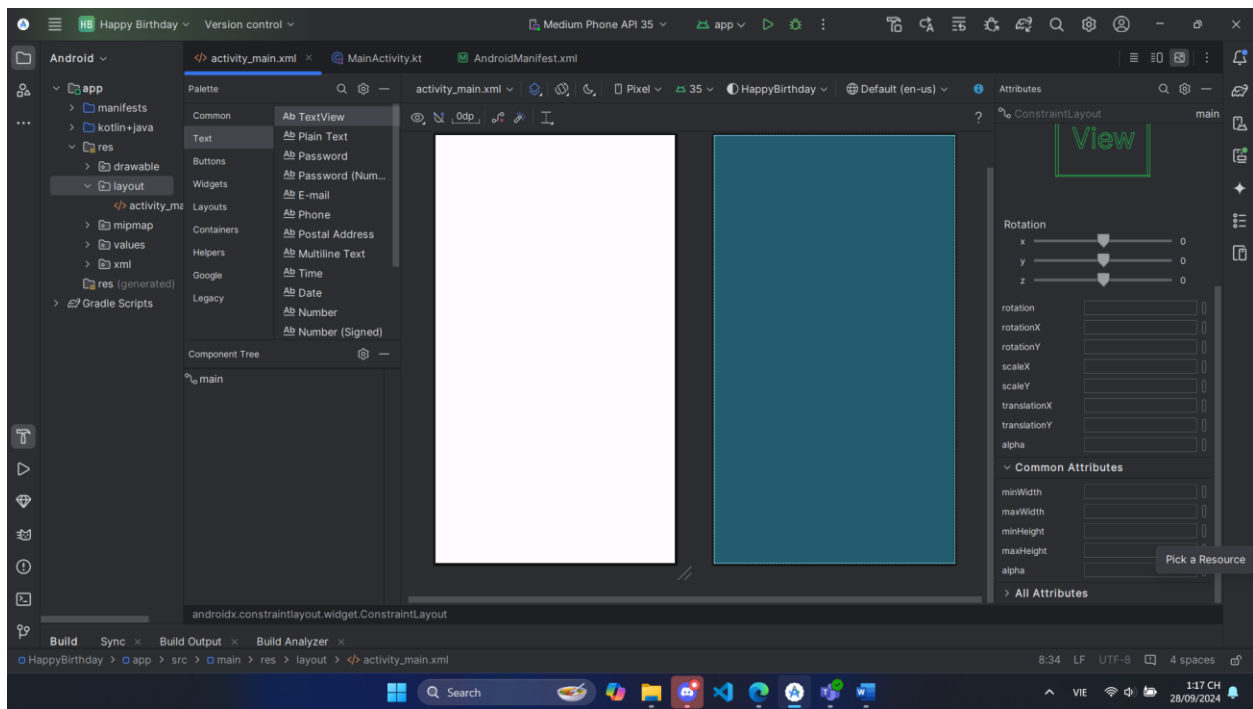 HB Happy Birthday Version control Medium Phone API 35 app
Android activity_main.xml MainActivity.kt AndroidManifest.xml
app
manifests
kotlin+java
res
drawable
layout
activity_ma
mipmap
values
xml
res (generated)
Gradle Scripts
Palette
Common
Text
Buttons
Widgets
Layouts
Containers
Helpers
Google
Legacy
Ab TextView
Ab Plain Text
Ab Password
Ab Password (Num...
Ab E-mail
Ab Phone
Ab Postal Address
Ab Multiline Text
Ab Time
Ab Date
Ab Number
Ab Number (Signed)
Component Tree
main
activity_main.xml Pixel 35 HappyBirthday Default (en-us)
0dp
?
Attributes
ConstraintLayout main
View
Rotation
x 0
y 0
z 0
rotation
rotationX
rotationY
scaleX
scaleY
translationX
translationY
alpha
Common Attributes
minWidth
maxWidth
minHeight
maxHeight
Pick a Resource
alpha
All Attributes
androidx.constraintlayout.widget.ConstraintLayout
Build Sync Build Output Build Analyzer
HappyBirthday > app > src > main > res > layout > activity_main.xml 8:34 LF UTF-8 4 spaces
Search VIE 1:17 CH
28/09/2024